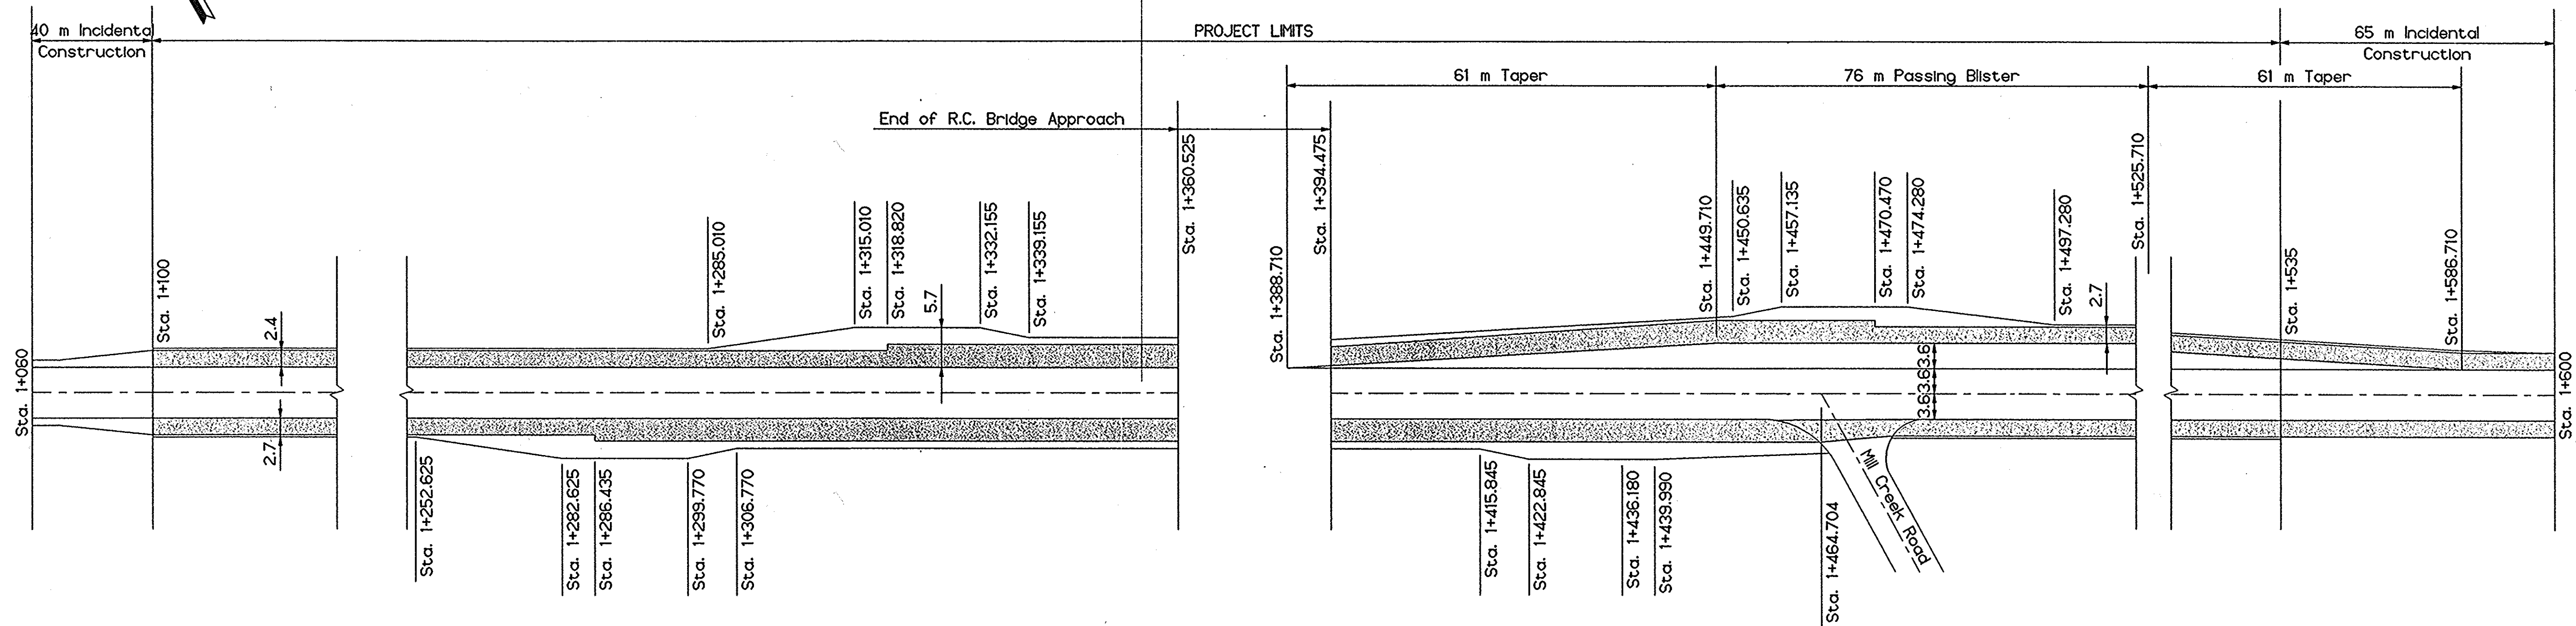 40 m Incidental
Construction
PROJECT LIMITS
65 m Incidental
Construction
61 m Taper
76 m Passing Blister
61 m Taper
End of R.C. Bridge Approach
Sta. 1+060
Sta. 1+100
2.4
2.7
Sta. 1+252.625
Sta. 1+282.625
Sta. 1+286.435
Sta. 1+299.770
Sta. 1+306.770
Sta. 1+285.010
Sta. 1+315.010
Sta. 1+318.820
5.7
Sta. 1+332.155
Sta. 1+339.155
Sta. 1+360.525
Sta. 1+388.710
Sta. 1+394.475
Sta. 1+415.845
Sta. 1+422.845
Sta. 1+436.180
Sta. 1+439.990
Sta. 1+449.710
Sta. 1+450.635
Sta. 1+457.135
Sta. 1+464.704
Mill Creek Road
Sta. 1+470.470
Sta. 1+474.280
3.6
3.6
3.6
Sta. 1+497.280
2.7
Sta. 1+525.710
Sta. 1+535
Sta. 1+586.710
Sta. 1+600